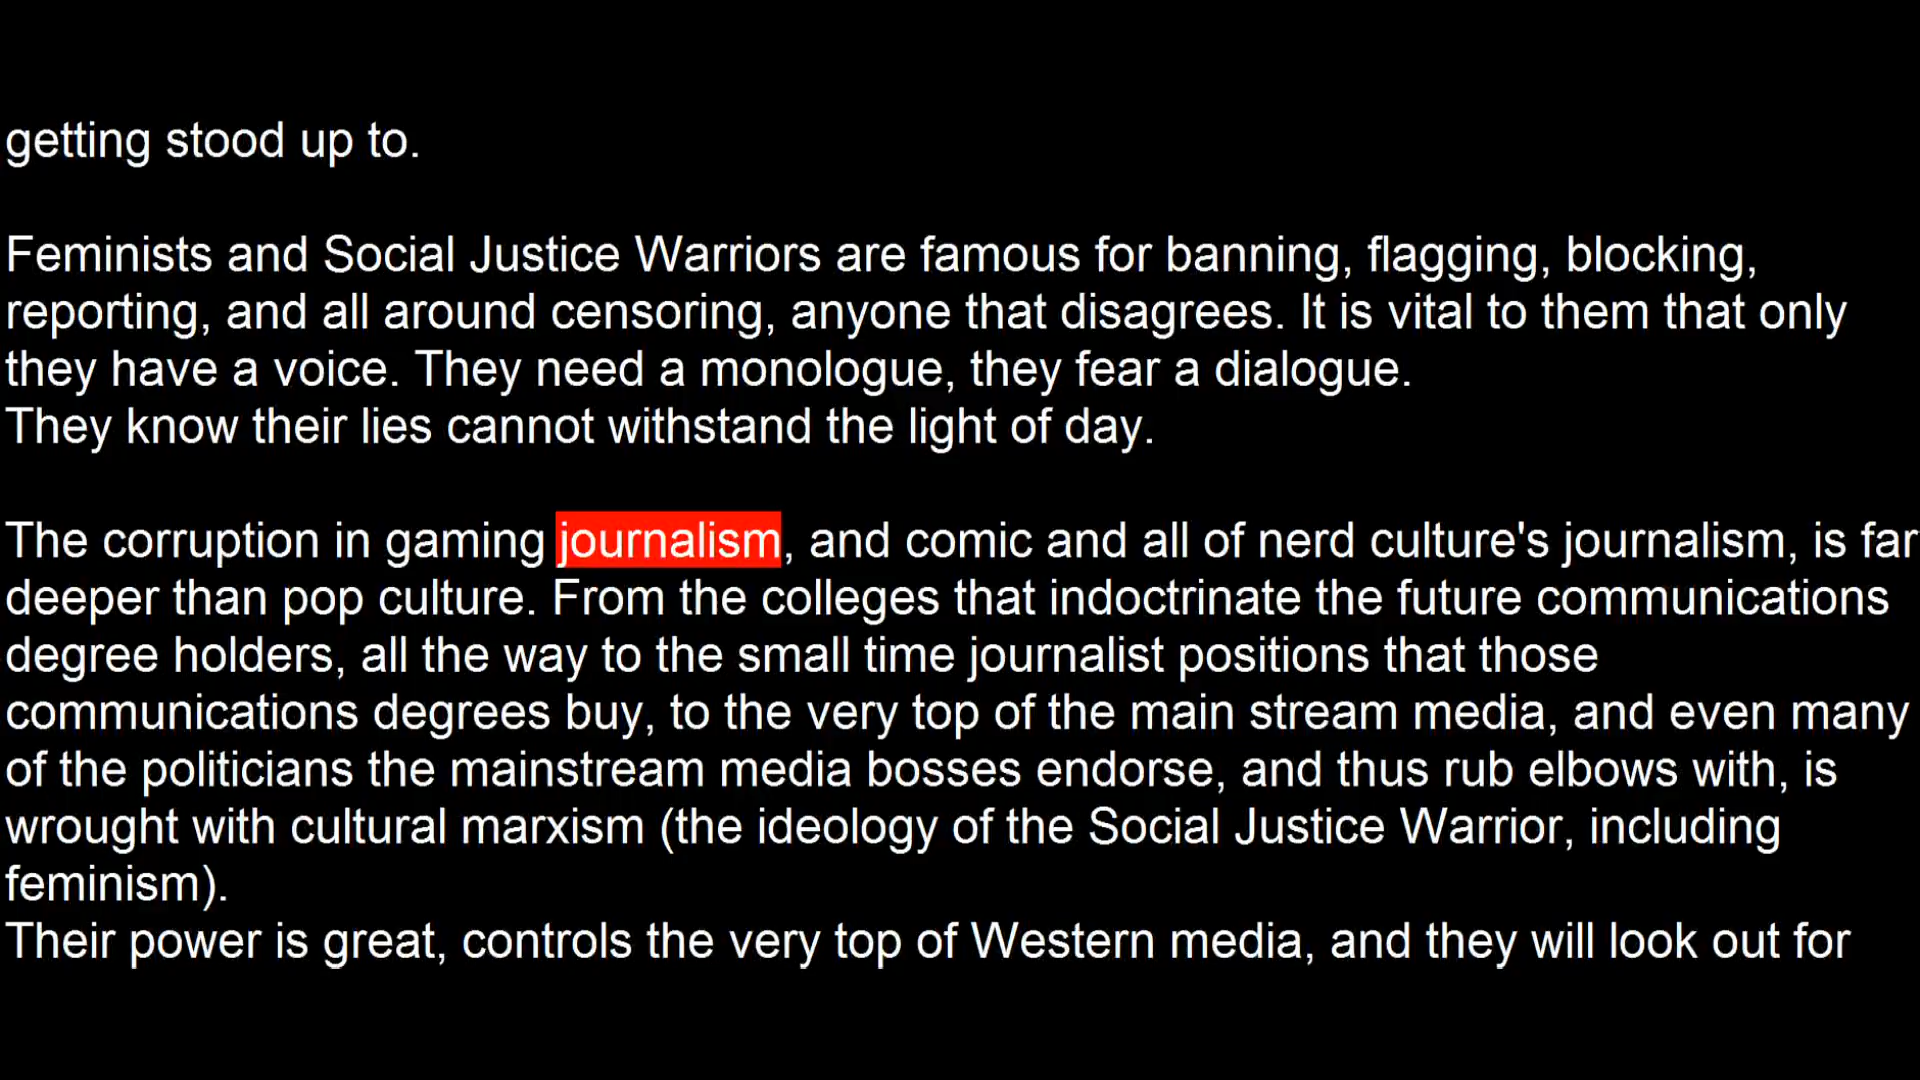 getting stood up to.
Feminists and Social Justice Warriors are famous for banning, flagging, blocking,
reporting, and all around censoring, anyone that disagrees. It is vital to them that only
they have a voice. They need a monologue, they fear a dialogue.
They know their lies cannot withstand the light of day.
The corruption in gaming journalism, and comic and all of nerd culture's journalism, is far
deeper than pop culture. From the colleges that indoctrinate the future communications
degree holders, all the way to the small time journalist positions that those
communications degrees buy, to the very top of the main stream media, and even many
of the politicians the mainstream media bosses endorse, and thus rub elbows with, is
wrought with cultural marxism (the ideology of the Social Justice Warrior, including
feminism).
Their power is great, controls the very top of Western media, and they will look out for